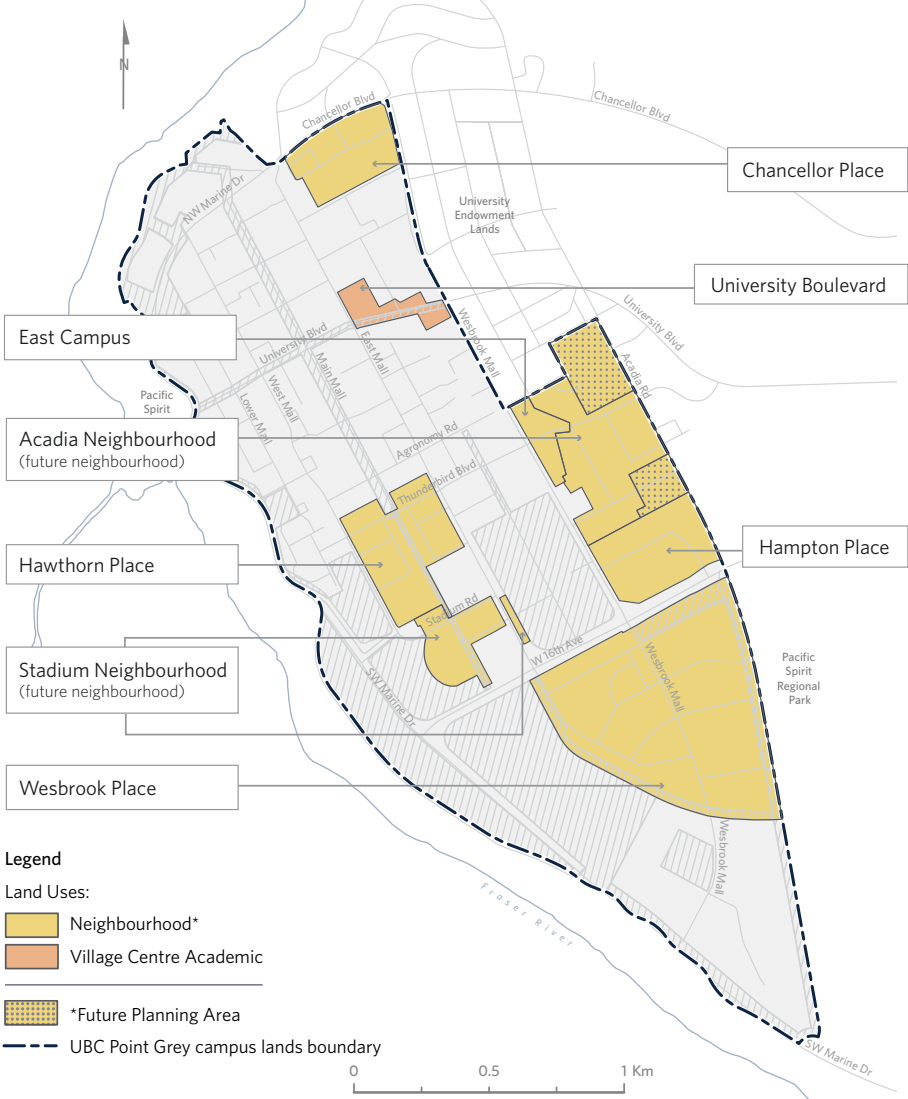 N
Chancellor Blvd
Chancellor Blvd
Chancellor Place
NW Marine Dr
University
Endowment
Lands
University Boulevard
University Blvd
East Campus
University Blvd
Wesbrook Mall
East Mall
Main Mall
West Mall
Lower Mall
Acadia Rd
Pacific
Spirit
Acadia Neighbourhood
(future neighbourhood)
Agronomy Rd
Thunderbird Blvd
Hampton Place
Hawthorn Place
Stadium Rd
W 16th Ave
Stadium Neighbourhood
(future neighbourhood)
Wesbrook Mall
Pacific
Spirit
Regional
Park
SW Marine Dr
Wesbrook Place
Wesbrook Mall
Fraser River
Legend
Land Uses:
Neighbourhood*
Village Centre Academic
*Future Planning Area
UBC Point Grey campus lands boundary
SW Marine Dr
0 0.5 1 Km